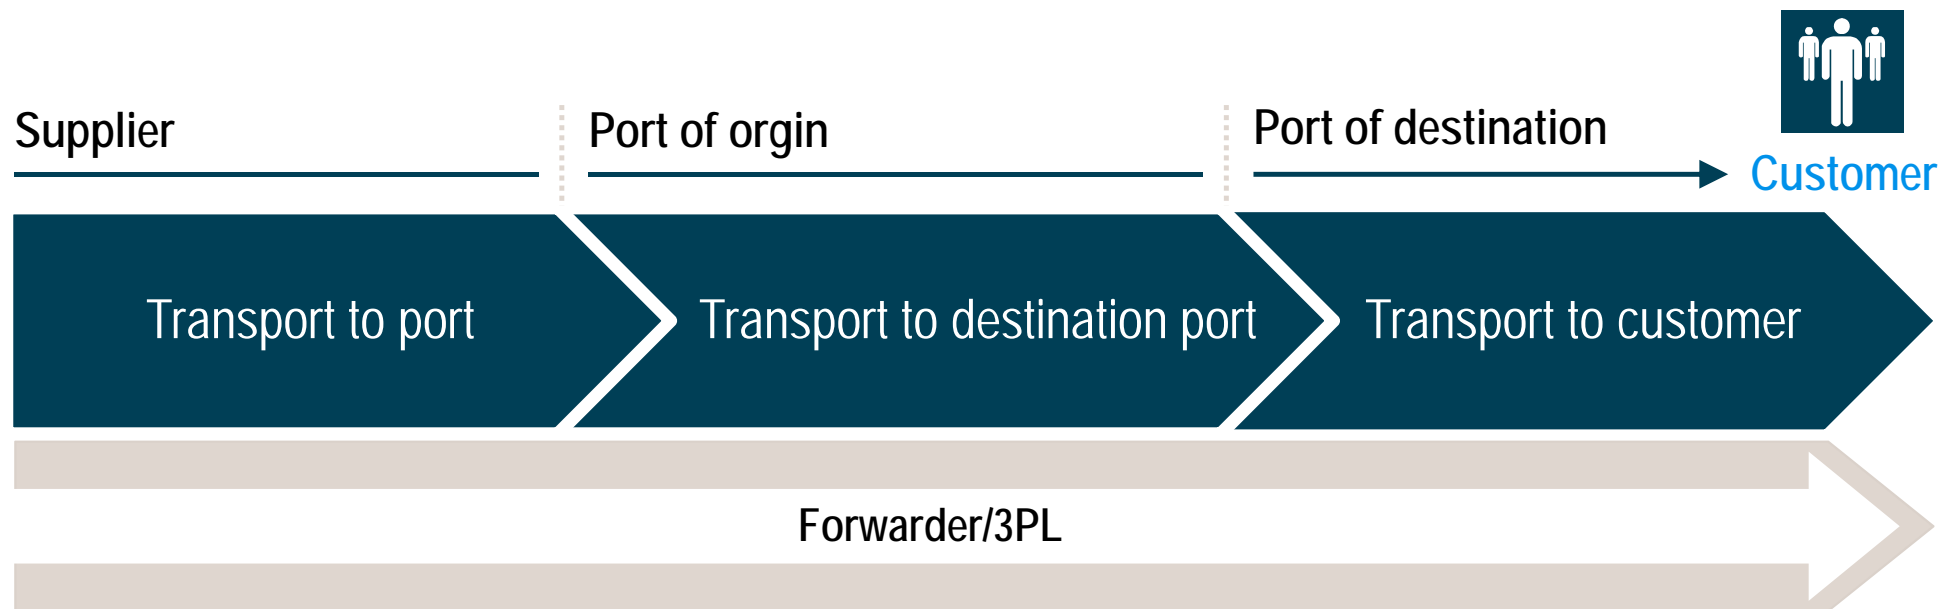 Supplier
Port of orgin
Port of destination
Customer
Transport to port
Transport to destination port
Transport to customer
Forwarder/3PL